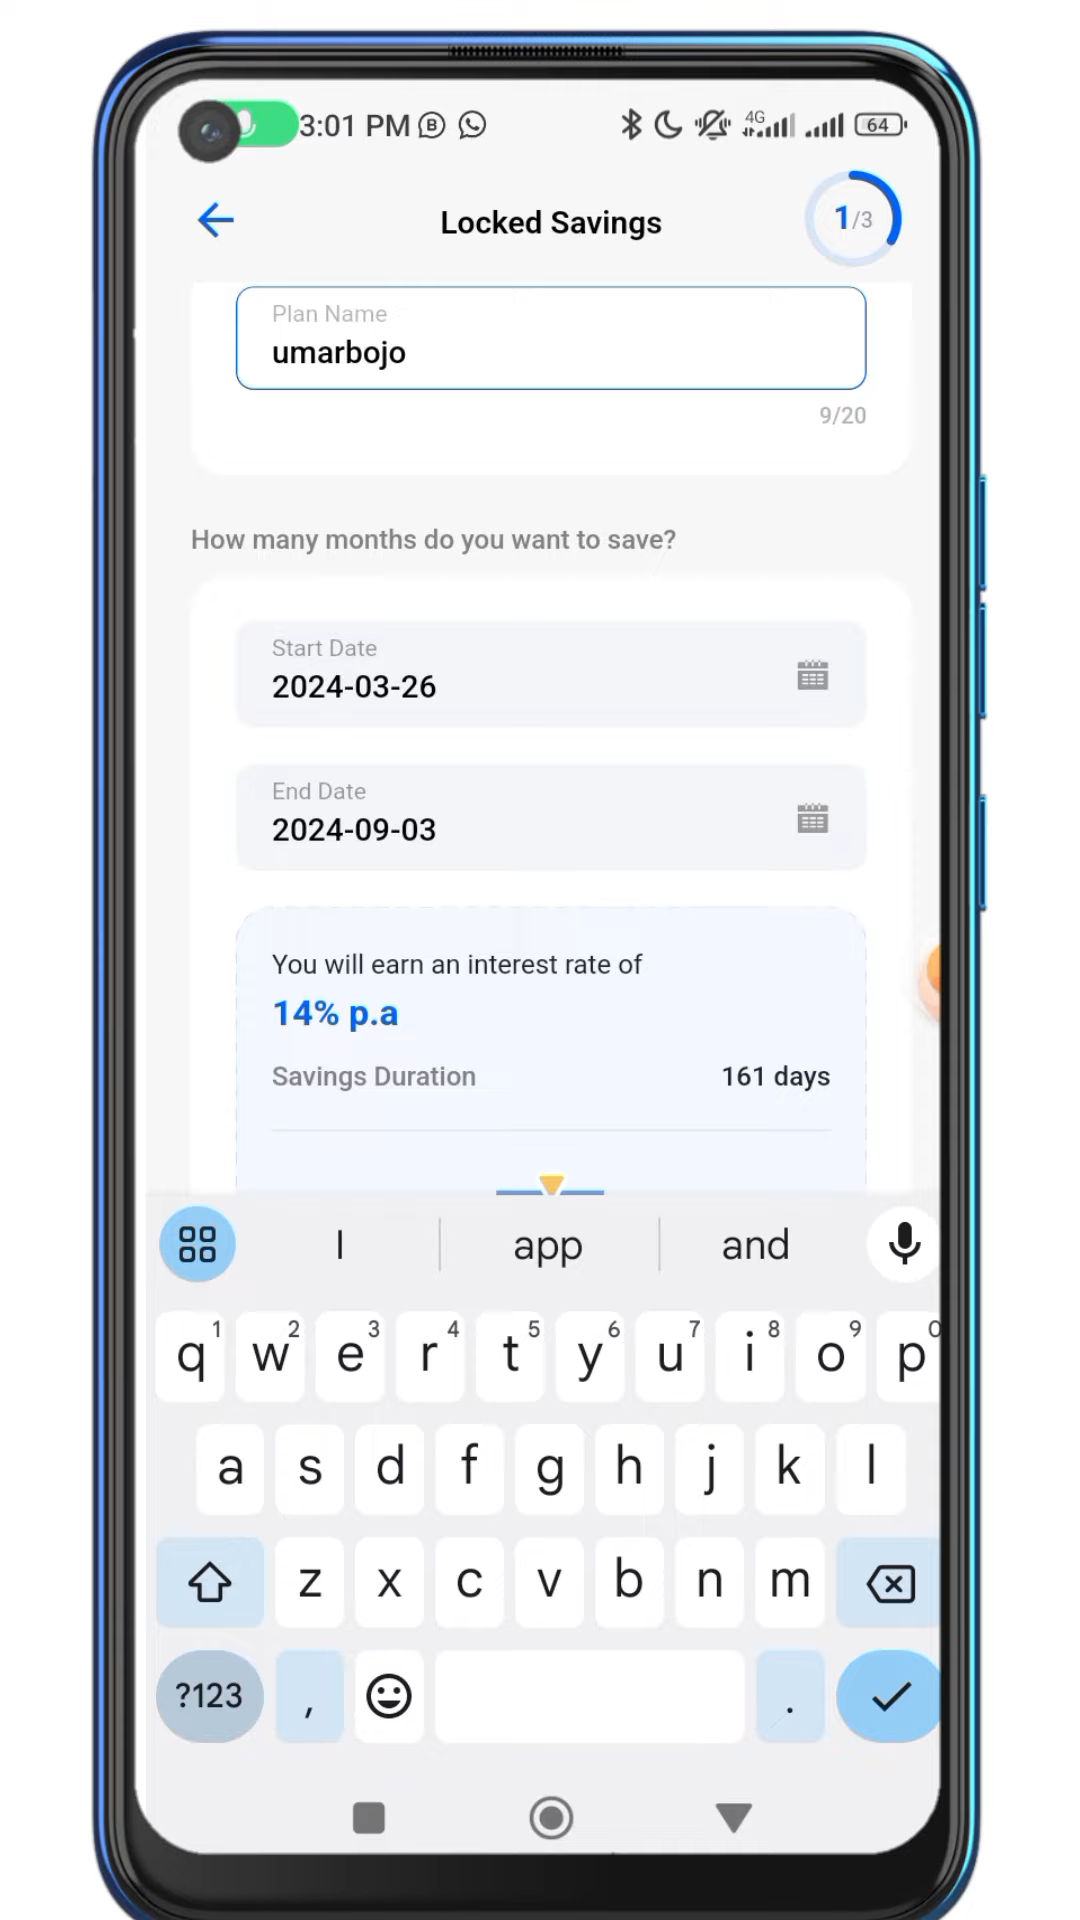 3:01 PM
4G
64
Locked Savings
1/3
Plan Name
umarbojo
9/20
How many months do you want to save?
Start Date
2024-03-26
End Date
2024-09-03
You will earn an interest rate of
14% p.a
Savings Duration 161 days
I app and
q1 w2 e3 r4 t5 y6 u7 i8 o9 p0
a s d f g h j k l
z x c v b n m
?123 , .